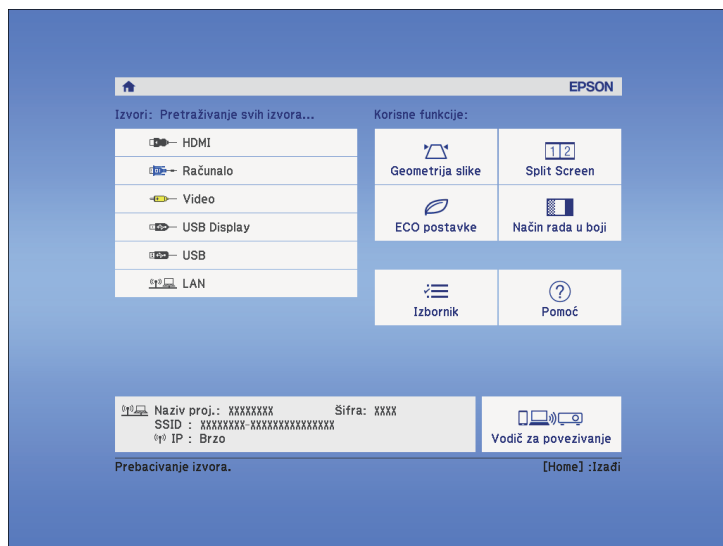 EPSON
Izvori: Pretraživanje svih izvora...
Korisne funkcije:
HDMI
Računalo
Video
USB Display
USB
LAN
Geometrija slike
1 2
Split Screen
ECO postavke
Način rada u boji
Izbornik
?
Pomoć
Naziv proj.: XXXXXXXX Šifra: XXXX
SSID : XXXXXXXX-XXXXXXXXXXXXXXX
IP : Brzo
Vodič za povezivanje
Prebacivanje izvora.
[Home] :Izađi